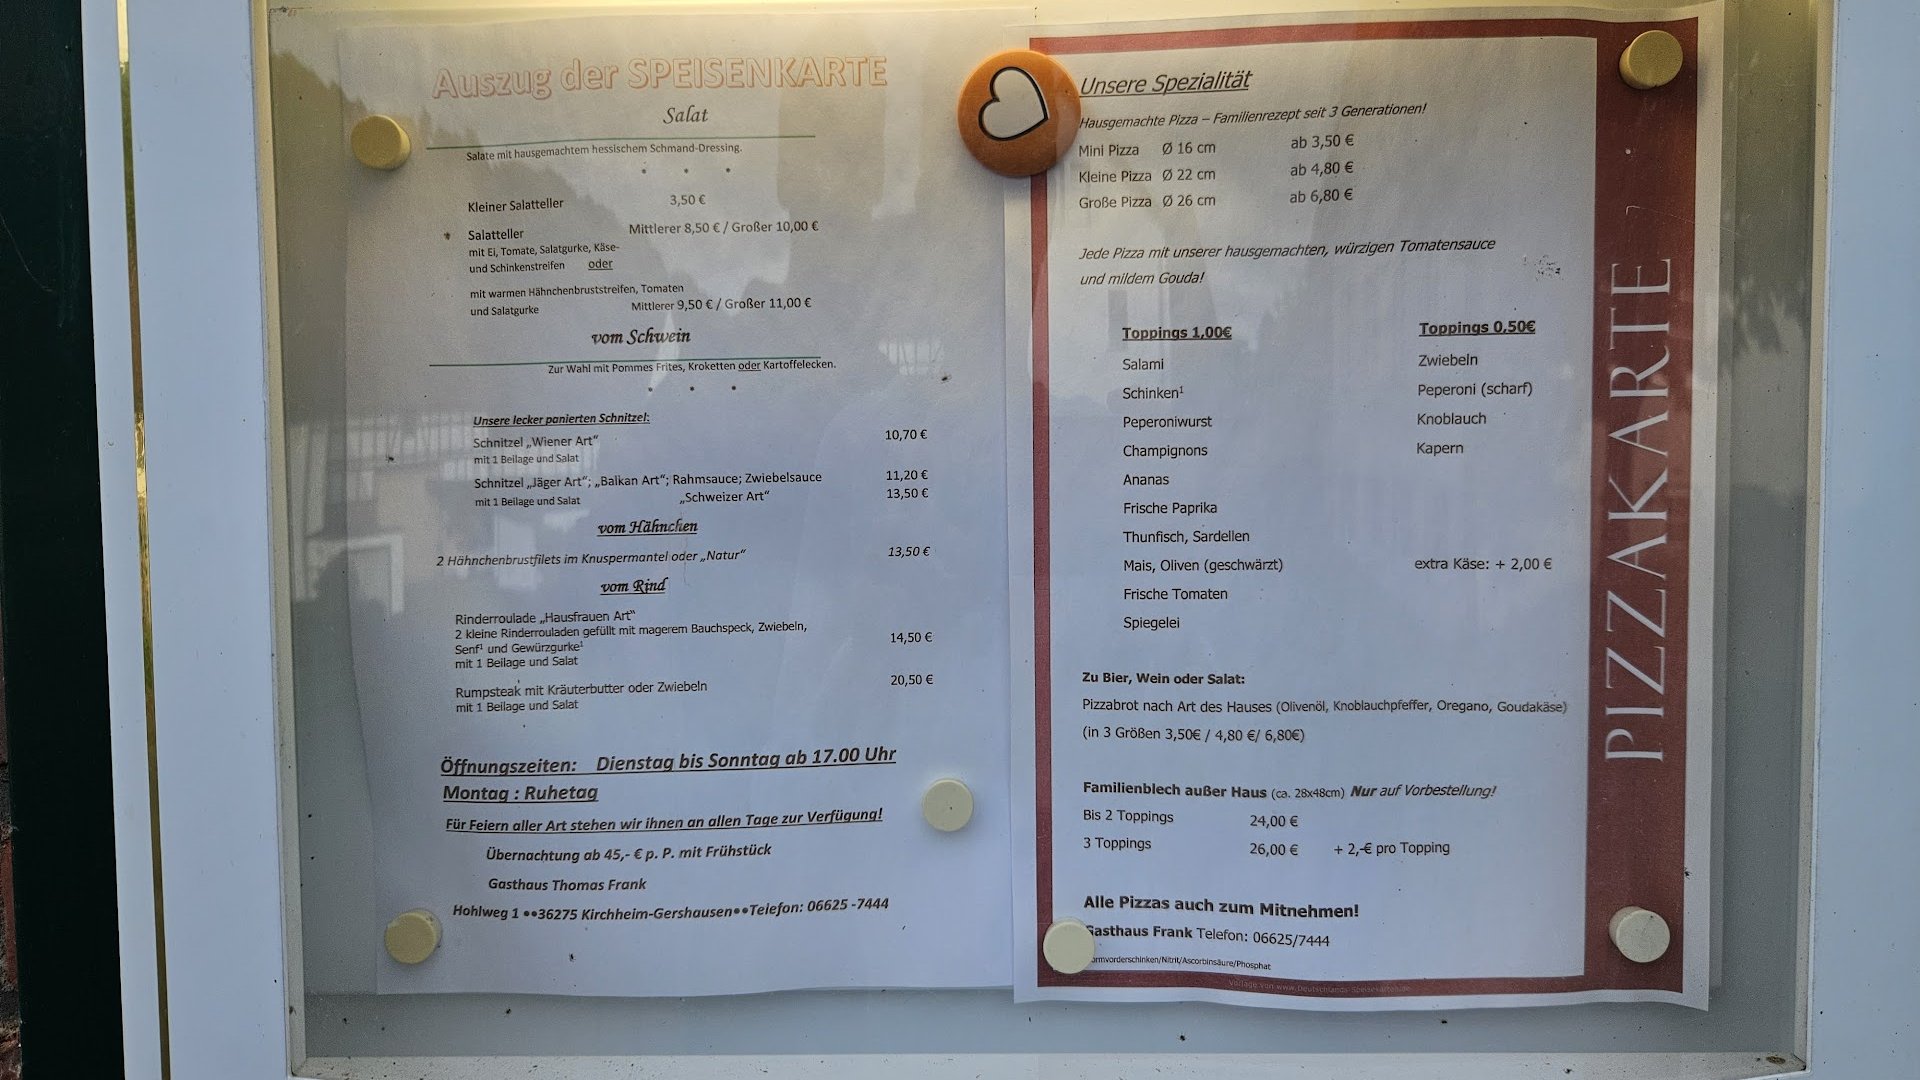 Auszug der SPEISENKARTE
Salat
Salate mit hausgemachtem hessischem Schmand-Dressing.
* * *
Kleiner Salatteller 3,50 €
* Salatteller Mittlerer 8,50 € / Großer 10,00 €
mit Ei, Tomate, Salatgurke, Käse-
und Schinkenstreifen oder
mit warmen Hähnchenbruststreifen, Tomaten
und Salatgurke Mittlerer 9,50 € / Großer 11,00 €
vom Schwein
Zur Wahl mit Pommes Frites, Kroketten oder Kartoffelecken.
* * *
Unsere lecker panierten Schnitzel:
Schnitzel „Wiener Art“ 10,70 €
mit 1 Beilage und Salat
Schnitzel „Jäger Art“; „Balkan Art“; Rahmsauce; Zwiebelsauce 11,20 €
mit 1 Beilage und Salat „Schweizer Art“ 13,50 €
vom Hähnchen
2 Hähnchenbrustfilets im Knuspermantel oder „Natur“ 13,50 €
vom Rind
Rinderroulade „Hausfrauen Art“
2 kleine Rinderrouladen gefüllt mit magerem Bauchspeck, Zwiebeln,
Senf¹ und Gewürzgurke¹ 14,50 €
mit 1 Beilage und Salat
Rumpsteak mit Kräuterbutter oder Zwiebeln 20,50 €
mit 1 Beilage und Salat
Öffnungszeiten: Dienstag bis Sonntag ab 17.00 Uhr
Montag : Ruhetag
Für Feiern aller Art stehen wir ihnen an allen Tage zur Verfügung!
Übernachtung ab 45,- € p. P. mit Frühstück
Gasthaus Thomas Frank
Hohlweg 1 ••36275 Kirchheim-Gershausen••Telefon: 06625 -7444
Unsere Spezialität
Hausgemachte Pizza – Familienrezept seit 3 Generationen!
Mini Pizza Ø 16 cm ab 3,50 €
Kleine Pizza Ø 22 cm ab 4,80 €
Große Pizza Ø 26 cm ab 6,80 €
Jede Pizza mit unserer hausgemachten, würzigen Tomatensauce
und mildem Gouda!
Toppings 1,00€
Salami
Schinken¹
Peperoniwurst
Champignons
Ananas
Frische Paprika
Thunfisch, Sardellen
Mais, Oliven (geschwärzt)
Frische Tomaten
Spiegelei
Toppings 0,50€
Zwiebeln
Peperoni (scharf)
Knoblauch
Kapern
extra Käse: + 2,00 €
Zu Bier, Wein oder Salat:
Pizzabrot nach Art des Hauses (Olivenöl, Knoblauchpfeffer, Oregano, Goudakäse)
(in 3 Größen 3,50€ / 4,80 €/ 6,80€)
Familienblech außer Haus (ca. 28x48cm) Nur auf Vorbestellung!
Bis 2 Toppings 24,00 €
3 Toppings 26,00 € + 2,-€ pro Topping
Alle Pizzas auch zum Mitnehmen!
Gasthaus Frank Telefon: 06625/7444
ormvorderschinken/Nitrit/Ascorbinsäure/Phosphat
Vorlage von www.Deutschlands-Speisekarten.de
PIZZAKARTE